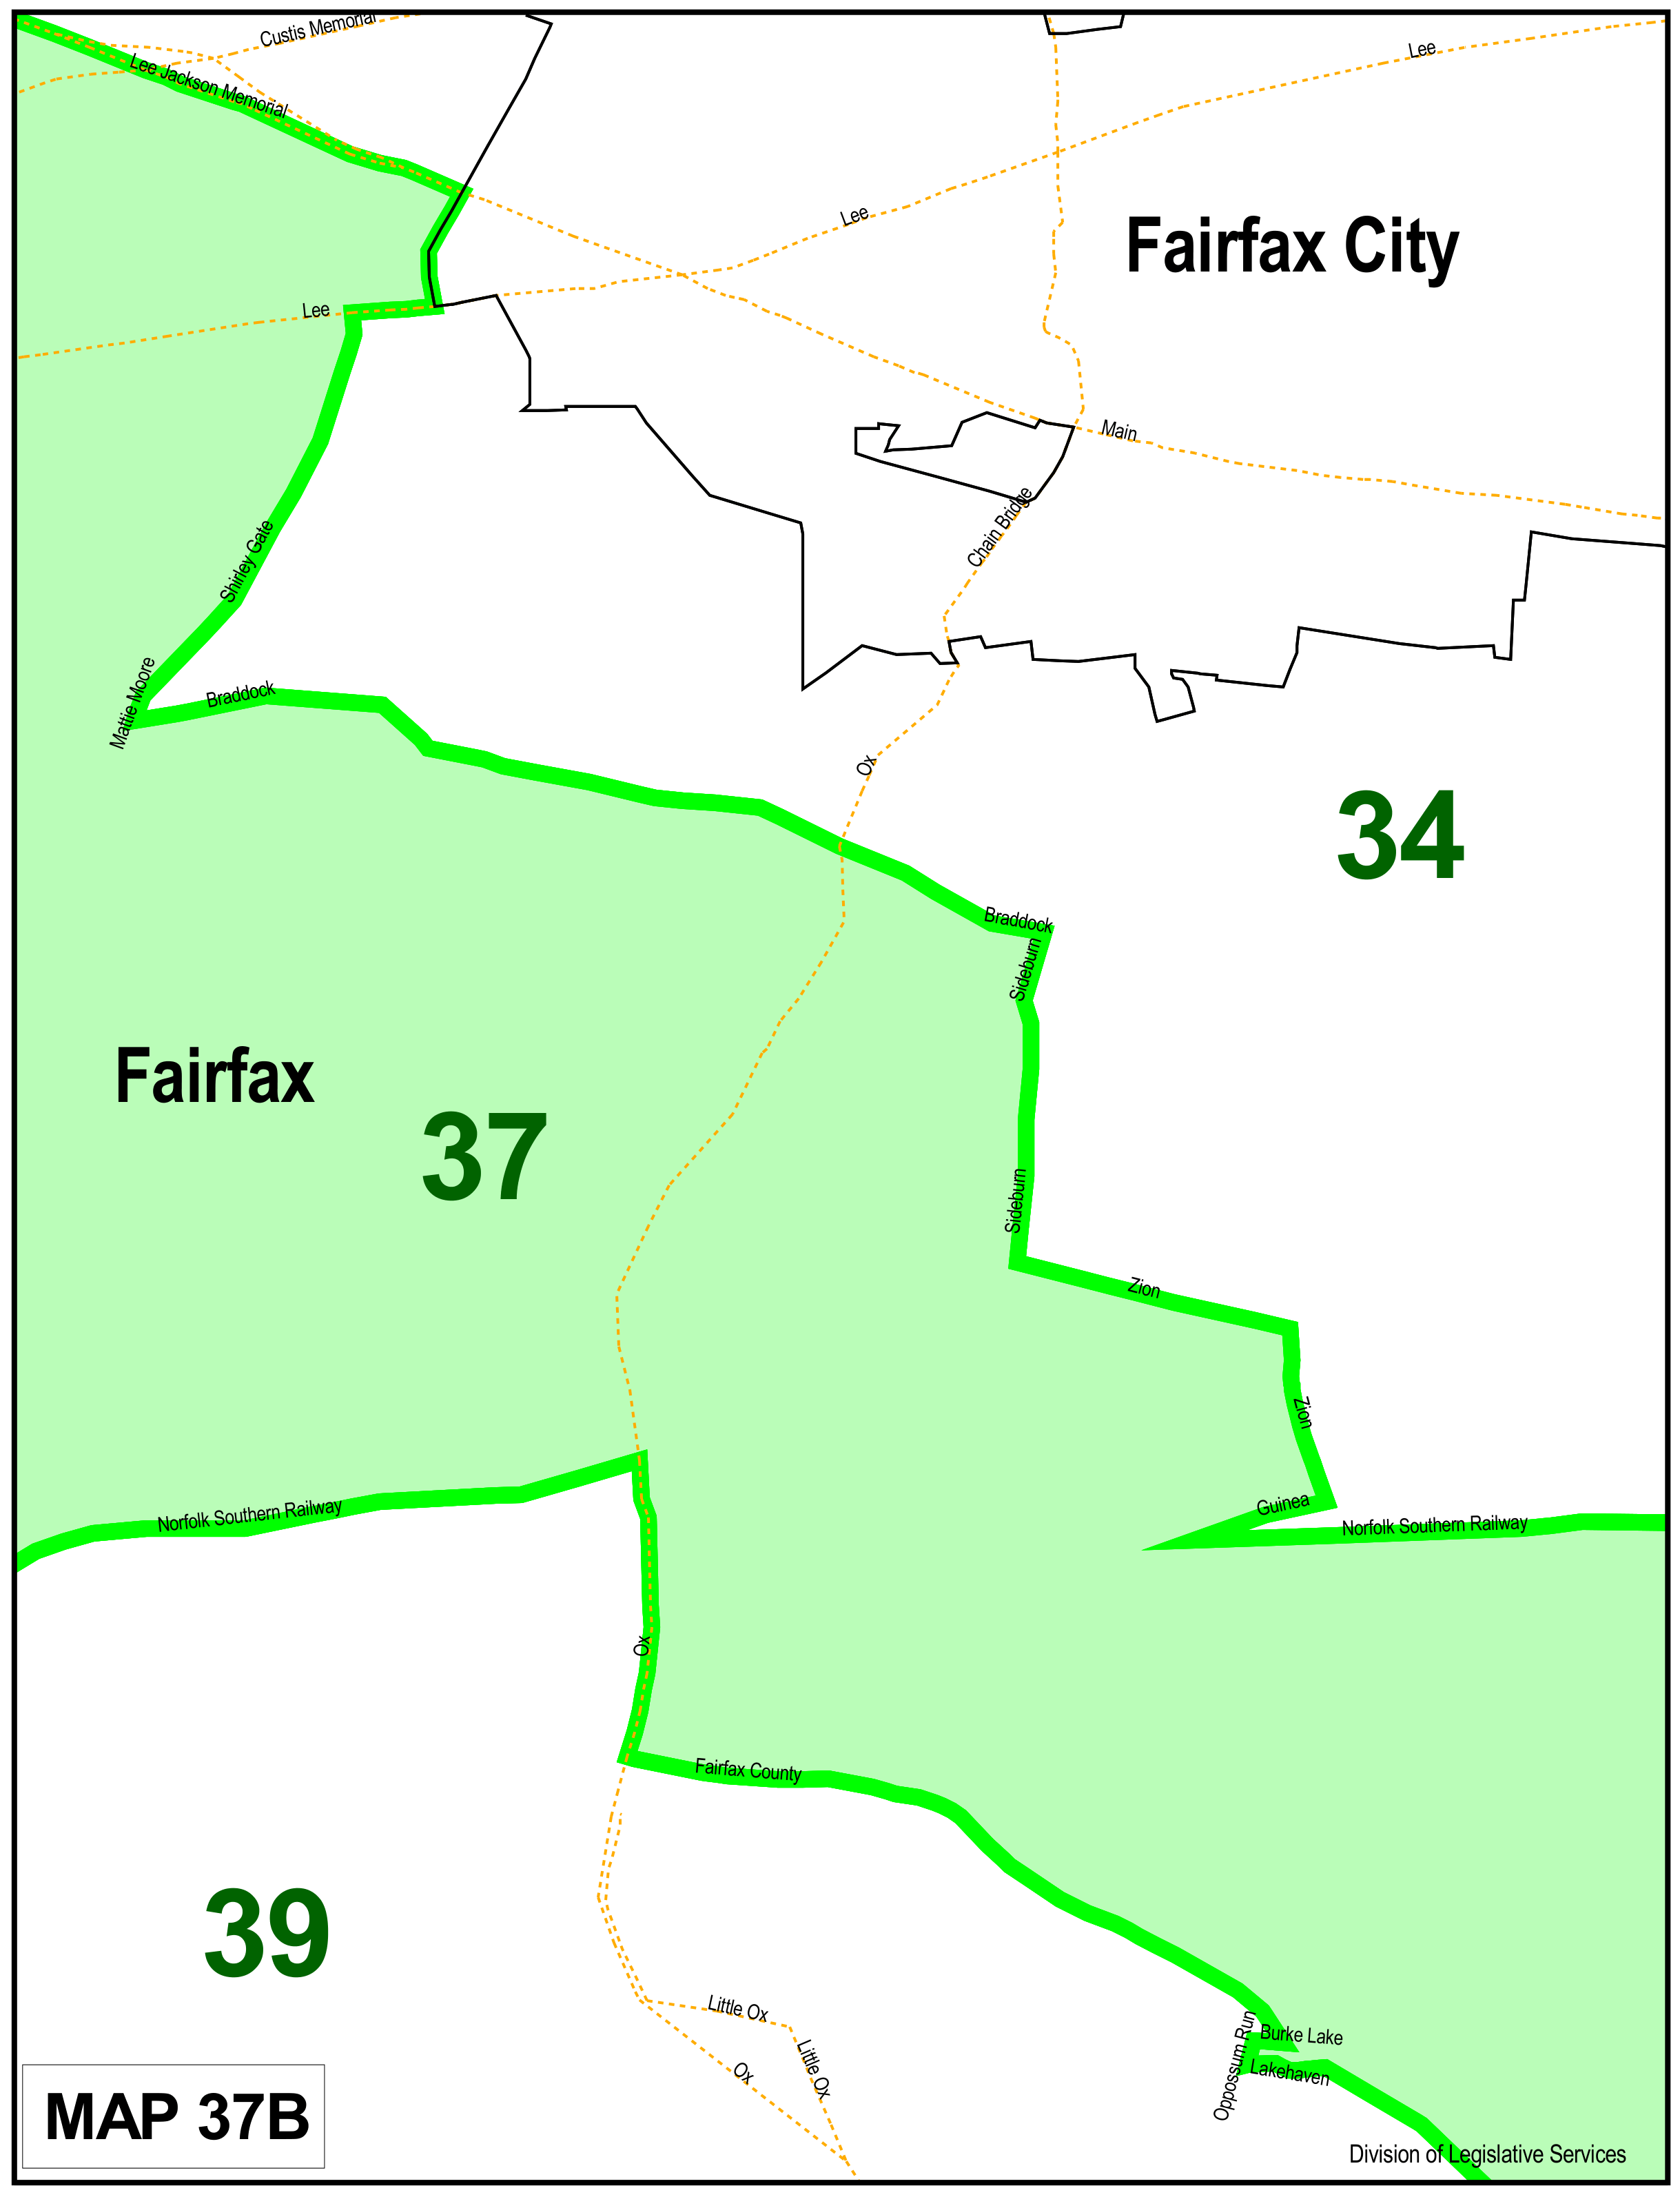 Custis Memorial
Lee
Lee Jackson Memorial
Lee
Fairfax City
Lee
Main
Chain Bridge
Shirley Gate
Mattie Moore
Braddock
Ox
34
Braddock
Sideburn
Fairfax
37
Sideburn
Zion
Zion
Guinea
Norfolk Southern Railway
Norfolk Southern Railway
Ox
Fairfax County
39
Little Ox
Little Ox
Ox
Burke Lake
Oppossum Run
Lakehaven
MAP 37B
Division of Legislative Services